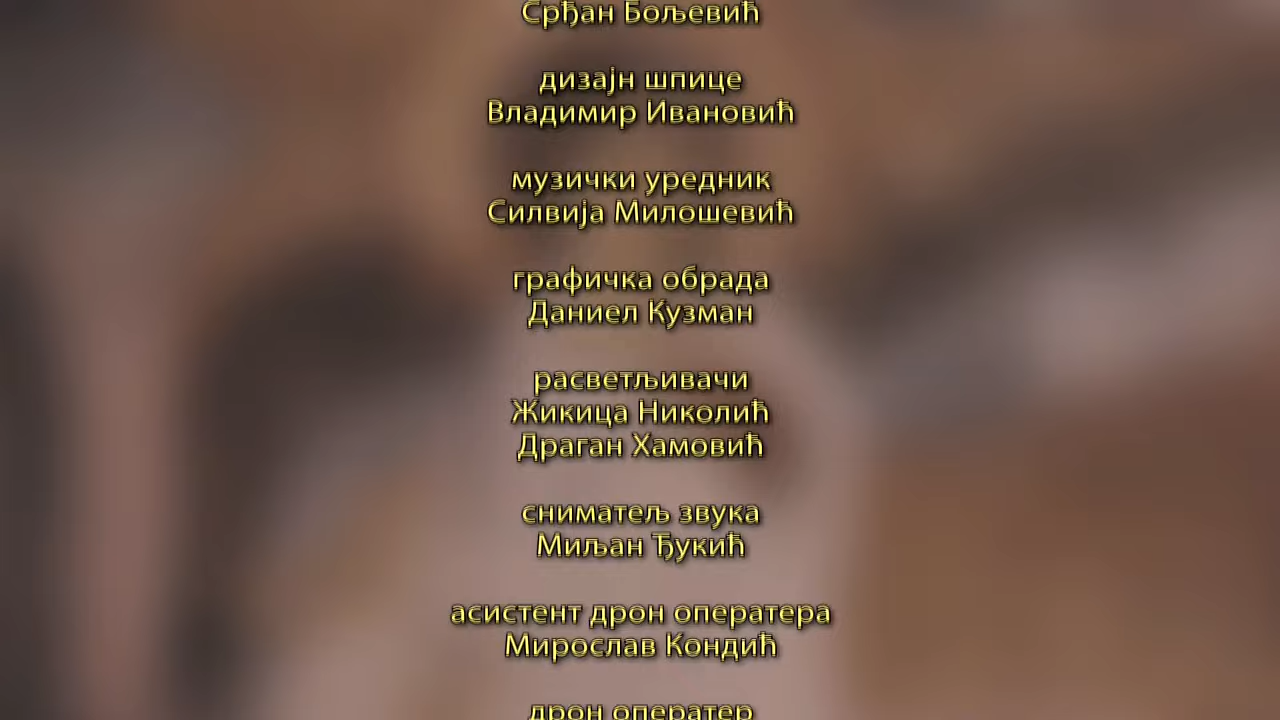 Срђан Бољевић
дизајн шпице
Владимир Ивановић
музички уредник
Силвија Милошевић
графичка обрада
Даниел Кузман
расветљивачи
Жикица Николић
Драган Хамовић
сниматељ звука
Миљан Ђукић
асистент дрон оператера
Мирослав Кондић
дрон оператер